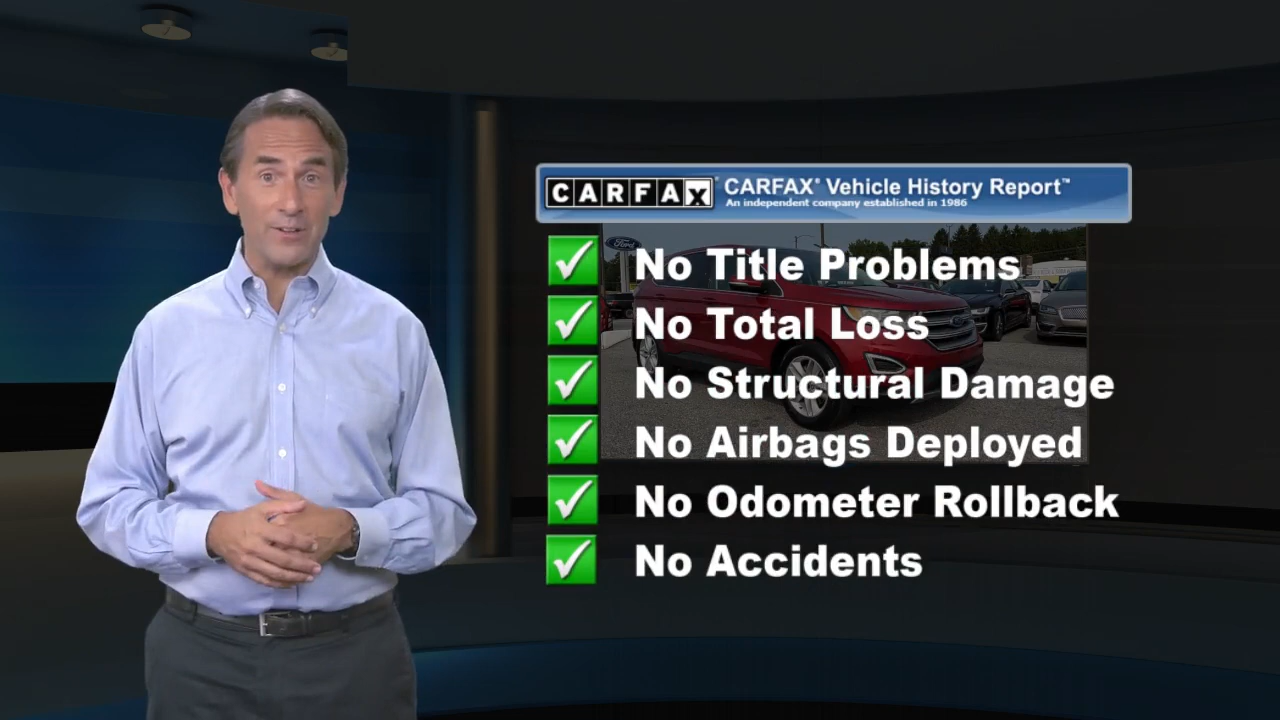 CARFAX® CARFAX® Vehicle History Report™
An independent company established in 1986
Ford
No Title Problems
No Total Loss
No Structural Damage
No Airbags Deployed
No Odometer Rollback
No Accidents